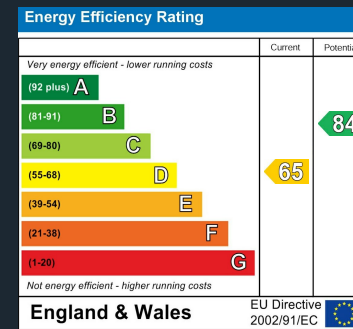 Energy Efficiency Rating
Current Potentia
Very energy efficient - lower running costs
(92 plus) A
(81-91) B
84
(69-80) C
(55-68) D
65
(39-54) E
(21-38) F
(1-20) G
Not energy efficient - higher running costs
England & Wales
EU Directive
2002/91/EC